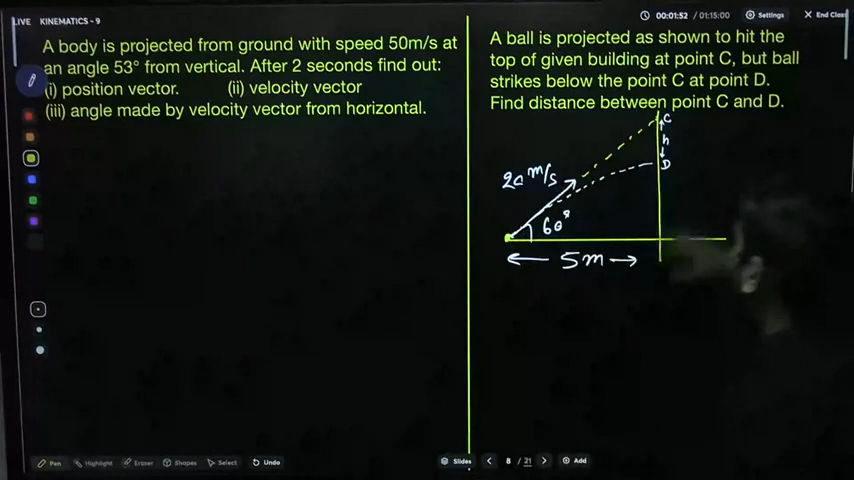 LIVE KINEMATICS - 9
00:01:52 / 01:15:00 Settings End Class
A body is projected from ground with speed 50m/s at
an angle 53° from vertical. After 2 seconds find out:
(i) position vector. (ii) velocity vector
(iii) angle made by velocity vector from horizontal.
A ball is projected as shown to hit the
top of given building at point C, but ball
strikes below the point C at point D.
Find distance between point C and D.
C
h
D
20 m/s
60°
5m
Pen Highlight Eraser Shapes Select Undo
Slides 8 / 21 Add